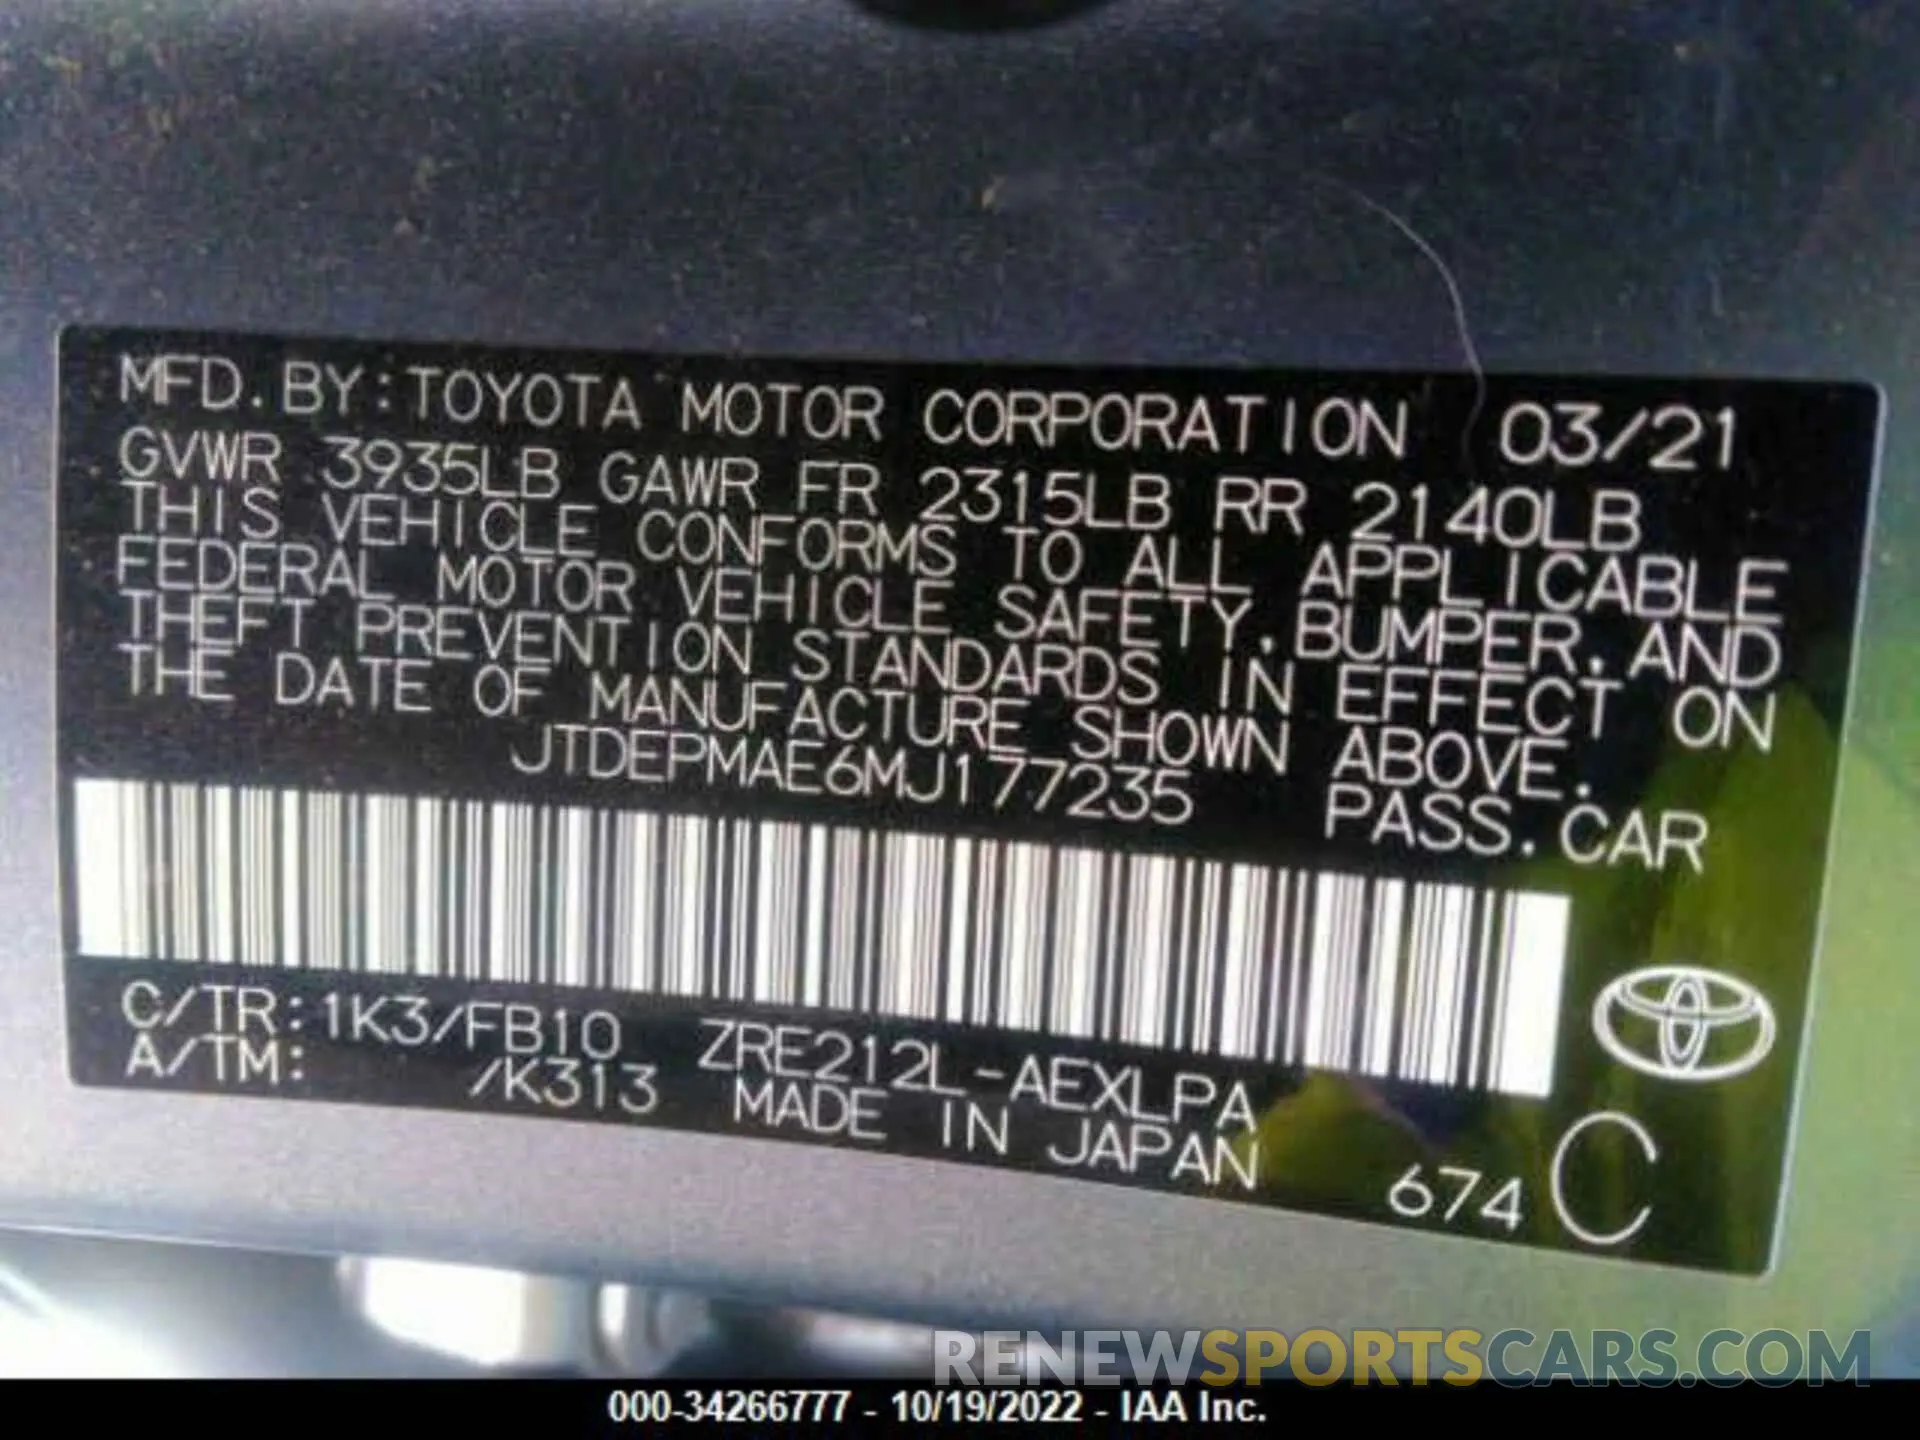 MFD. BY: TOYOTA MOTOR CORPORATION 03/21
GVWR 3935LB GAWR FR 2315LB RR 2140LB
THIS VEHICLE CONFORMS TO ALL APPLICABLE
FEDERAL MOTOR VEHICLE SAFETY, BUMPER, AND
THEFT PREVENTION STANDARDS IN EFFECT ON
THE DATE OF MANUFACTURE SHOWN ABOVE.
JTDEPMAE6MJ177235 PASS. CAR
C/TR: 1K3/FB10 ZRE212L-AEXLPA
A/TM: /K313 MADE IN JAPAN
674 C
RENEWSPORTSCARS.COM
000-34266777 - 10/19/2022 - IAA Inc.